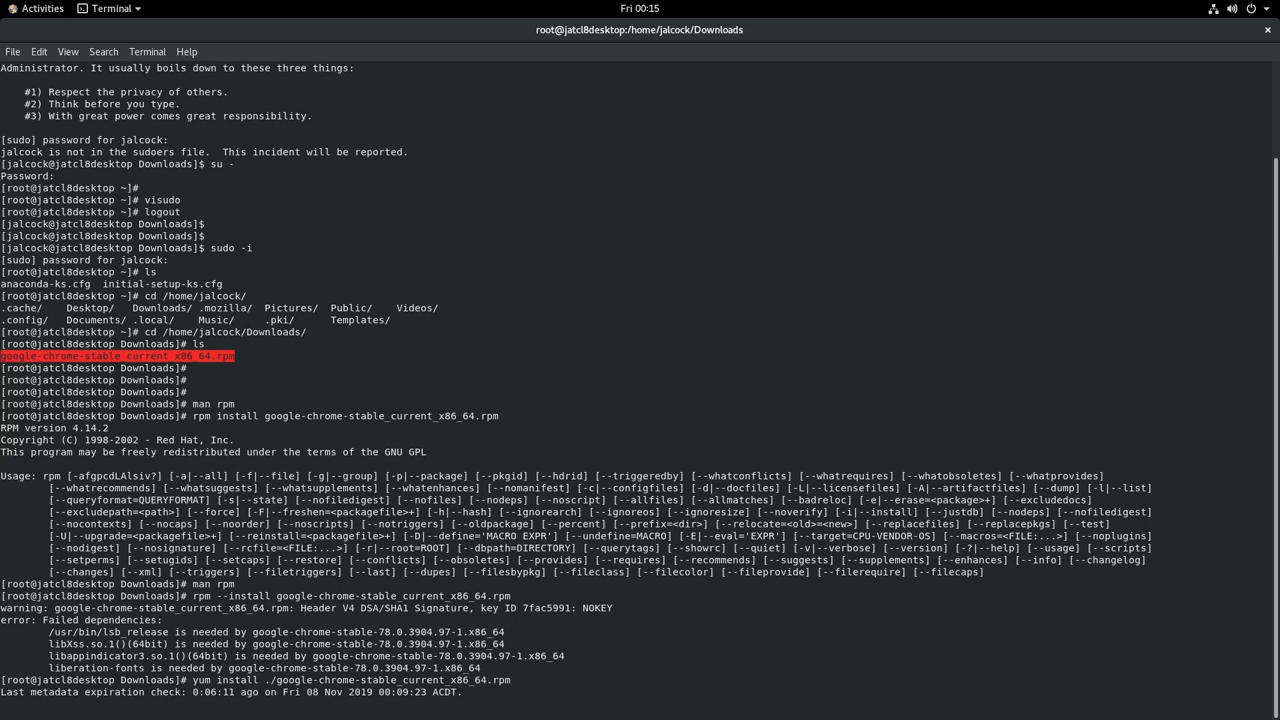 Activities Terminal Fri 00:15
root@jatcl8desktop:/home/jalcock/Downloads ×
File Edit View Search Terminal Help
Administrator. It usually boils down to these three things:
#1) Respect the privacy of others.
#2) Think before you type.
#3) With great power comes great responsibility.
[sudo] password for jalcock:
jalcock is not in the sudoers file.  This incident will be reported.
[jalcock@jatcl8desktop Downloads]$ su -
Password:
[root@jatcl8desktop ~]#
[root@jatcl8desktop ~]# visudo
[root@jatcl8desktop ~]# logout
[jalcock@jatcl8desktop Downloads]$
[jalcock@jatcl8desktop Downloads]$
[jalcock@jatcl8desktop Downloads]$ sudo -i
[sudo] password for jalcock:
[root@jatcl8desktop ~]# ls
anaconda-ks.cfg  initial-setup-ks.cfg
[root@jatcl8desktop ~]# cd /home/jalcock/
.cache/    Desktop/   Downloads/ .mozilla/  Pictures/  Public/    Videos/
.config/   Documents/ .local/    Music/     .pki/      Templates/
[root@jatcl8desktop ~]# cd /home/jalcock/Downloads/
[root@jatcl8desktop Downloads]# ls
google-chrome-stable_current_x86_64.rpm
[root@jatcl8desktop Downloads]#
[root@jatcl8desktop Downloads]#
[root@jatcl8desktop Downloads]#
[root@jatcl8desktop Downloads]# man rpm
[root@jatcl8desktop Downloads]# rpm install google-chrome-stable_current_x86_64.rpm
RPM version 4.14.2
Copyright (C) 1998-2002 - Red Hat, Inc.
This program may be freely redistributed under the terms of the GNU GPL
Usage: rpm [-afgpcdLAlsiv?] [-a|--all] [-f|--file] [-g|--group] [-p|--package] [--pkgid] [--hdrid] [--triggeredby] [--whatconflicts] [--whatrequires] [--whatobsoletes] [--whatprovides]
[--whatrecommends] [--whatsuggests] [--whatsupplements] [--whatenhances] [--nomanifest] [-c|--configfiles] [-d|--docfiles] [-L|--licensefiles] [-A|--artifactfiles] [--dump] [-l|--list]
[--queryformat=QUERYFORMAT] [-s|--state] [--nofiledigest] [--nofiles] [--nodeps] [--noscript] [--allfiles] [--allmatches] [--badreloc] [-e|--erase=<package>+] [--excludedocs]
[--excludepath=<path>] [--force] [-F|--freshen=<packagefile>+] [-h|--hash] [--ignorearch] [--ignoreos] [--ignoresize] [--noverify] [-i|--install] [--justdb] [--nodeps] [--nofiledigest]
[--nocontexts] [--nocaps] [--noorder] [--noscripts] [--notriggers] [--oldpackage] [--percent] [--prefix=<dir>] [--relocate=<old>=<new>] [--replacefiles] [--replacepkgs] [--test]
[-U|--upgrade=<packagefile>+] [--reinstall=<packagefile>+] [-D|--define='MACRO EXPR'] [--undefine=MACRO] [-E|--eval='EXPR'] [--target=CPU-VENDOR-OS] [--macros=<FILE:...>] [--noplugins]
[--nodigest] [--nosignature] [--rcfile=<FILE:...>] [-r|--root=ROOT] [--dbpath=DIRECTORY] [--querytags] [--showrc] [--quiet] [-v|--verbose] [--version] [-?|--help] [--usage] [--scripts]
[--setperms] [--setugids] [--setcaps] [--restore] [--conflicts] [--obsoletes] [--provides] [--requires] [--recommends] [--suggests] [--supplements] [--enhances] [--info] [--changelog]
[--changes] [--xml] [--triggers] [--filetriggers] [--last] [--dupes] [--filesbypkg] [--fileclass] [--filecolor] [--fileprovide] [--filerequire] [--filecaps]
[root@jatcl8desktop Downloads]# man rpm
[root@jatcl8desktop Downloads]# rpm --install google-chrome-stable_current_x86_64.rpm
warning: google-chrome-stable_current_x86_64.rpm: Header V4 DSA/SHA1 Signature, key ID 7fac5991: NOKEY
error: Failed dependencies:
/usr/bin/lsb_release is needed by google-chrome-stable-78.0.3904.97-1.x86_64
libXss.so.1()(64bit) is needed by google-chrome-stable-78.0.3904.97-1.x86_64
libappindicator3.so.1()(64bit) is needed by google-chrome-stable-78.0.3904.97-1.x86_64
liberation-fonts is needed by google-chrome-stable-78.0.3904.97-1.x86_64
[root@jatcl8desktop Downloads]# yum install ./google-chrome-stable_current_x86_64.rpm
Last metadata expiration check: 0:06:11 ago on Fri 08 Nov 2019 00:09:23 ACDT.